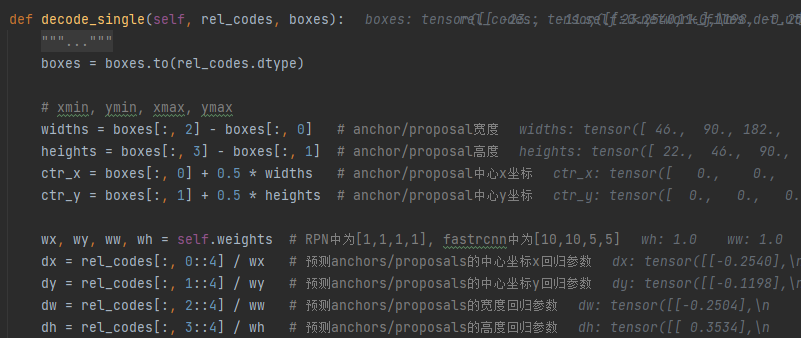 def decode_single(self, rel_codes, boxes):   boxes: tensor([[ -23.,  -11.,
"""..."""
boxes = boxes.to(rel_codes.dtype)
# xmin, ymin, xmax, ymax
widths = boxes[:, 2] - boxes[:, 0]   # anchor/proposal宽度   widths: tensor([ 46.,  90., 182.,
heights = boxes[:, 3] - boxes[:, 1]  # anchor/proposal高度   heights: tensor([ 22.,  46.,  90.,
ctr_x = boxes[:, 0] + 0.5 * widths   # anchor/proposal中心x坐标   ctr_x: tensor([   0.,    0.,
ctr_y = boxes[:, 1] + 0.5 * heights  # anchor/proposal中心y坐标   ctr_y: tensor([  0.,   0.,   0.
wx, wy, ww, wh = self.weights  # RPN中为[1,1,1,1], fastrcnn中为[10,10,5,5]   wh: 1.0   ww: 1.0
dx = rel_codes[:, 0::4] / wx   # 预测anchors/proposals的中心坐标x回归参数   dx: tensor([[-0.2540],\n
dy = rel_codes[:, 1::4] / wy   # 预测anchors/proposals的中心坐标y回归参数   dy: tensor([[-0.1198],\n
dw = rel_codes[:, 2::4] / ww   # 预测anchors/proposals的宽度回归参数   dw: tensor([[-0.2504],\n
dh = rel_codes[:, 3::4] / wh   # 预测anchors/proposals的高度回归参数   dh: tensor([[ 0.3534],\n